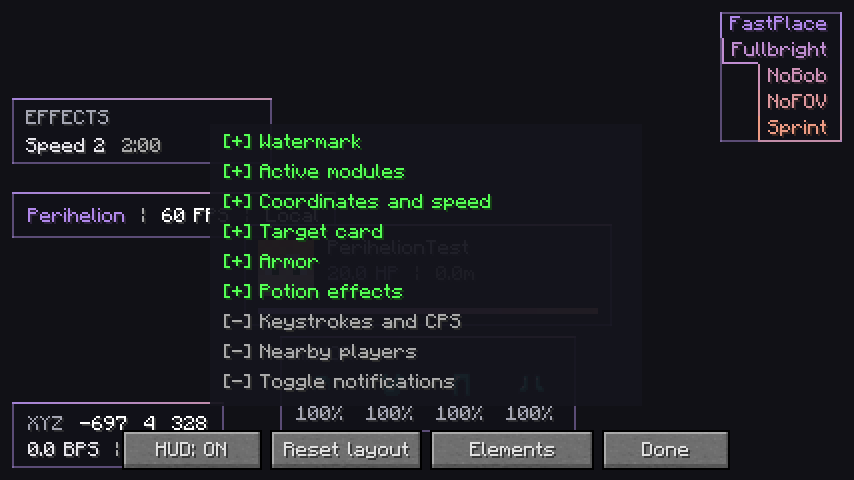 FastPlace
Fullbright
NoBob
NoFOV
Sprint
EFFECTS
Speed 2 2:00
[+] Watermark
[+] Active modules
[+] Coordinates and speed
Perihelion ¦ 60 FPS ¦ Local
[+] Target card
PerihelionTest
[+] Armor
20.0 HP ¦ 0.0m
[+] Potion effects
[-] Keystrokes and CPS
[-] Nearby players
[-] Toggle notifications
100% 100% 100% 100%
XYZ -697 4 328
0.0 BPS ¦
HUD: ON
Reset layout
Elements
Done